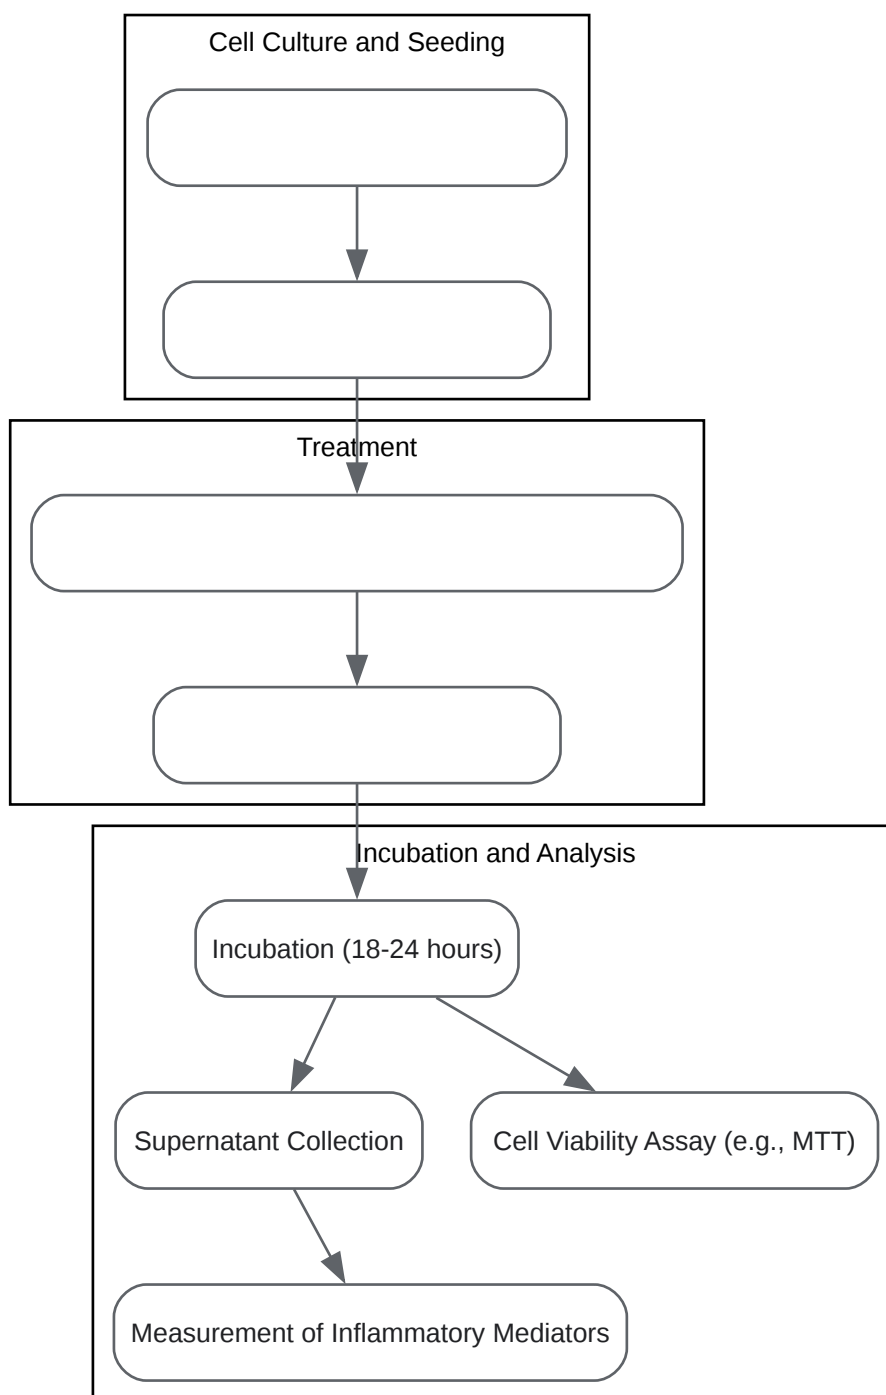 Cell Culture and Seeding
Treatment
Incubation and Analysis
Incubation (18-24 hours)
Supernatant Collection
Cell Viability Assay (e.g., MTT)
Measurement of Inflammatory Mediators